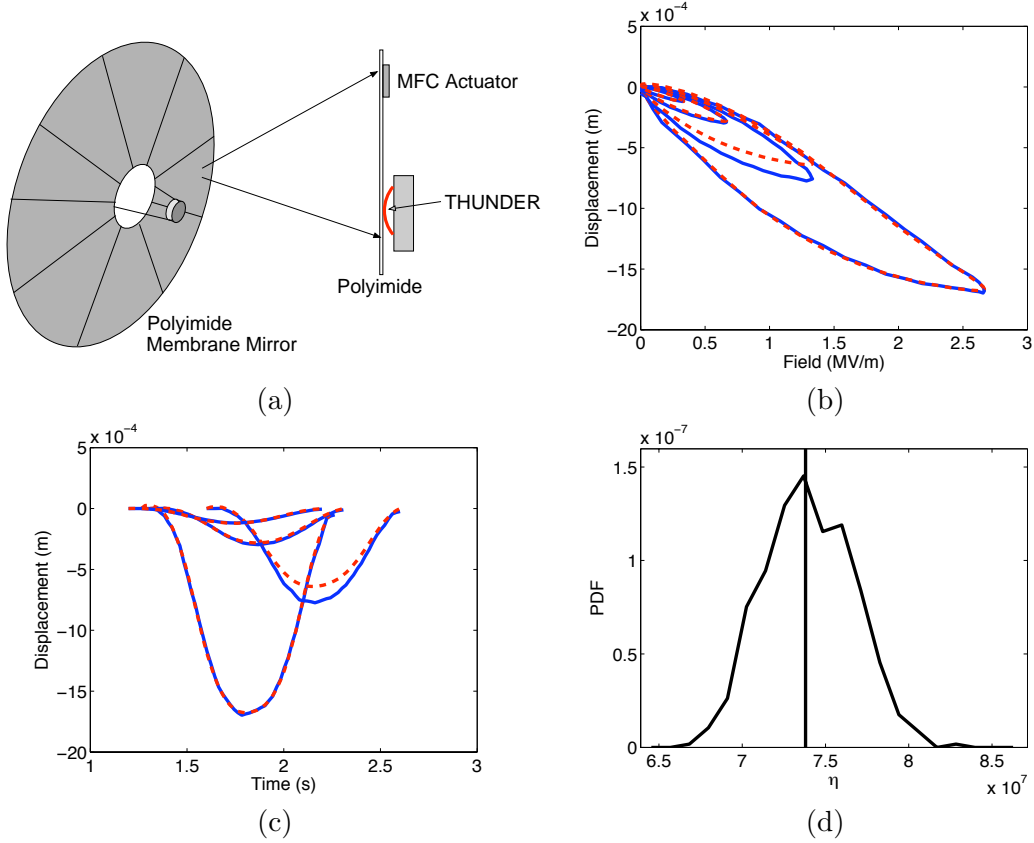 MFC Actuator
THUNDER
Polyimide
Polyimide
Membrane Mirror
(a)
x 10⁻⁴
5
0
−5
−10
−15
−20
Displacement (m)
0 0.5 1 1.5 2 2.5 3
Field (MV/m)
(b)
x 10⁻⁴
5
0
−5
−10
−15
−20
Displacement (m)
1 1.5 2 2.5 3
Time (s)
(c)
x 10⁻⁷
1.5
1
0.5
0
PDF
6.5 7 7.5 8 8.5
η
x 10⁷
(d)